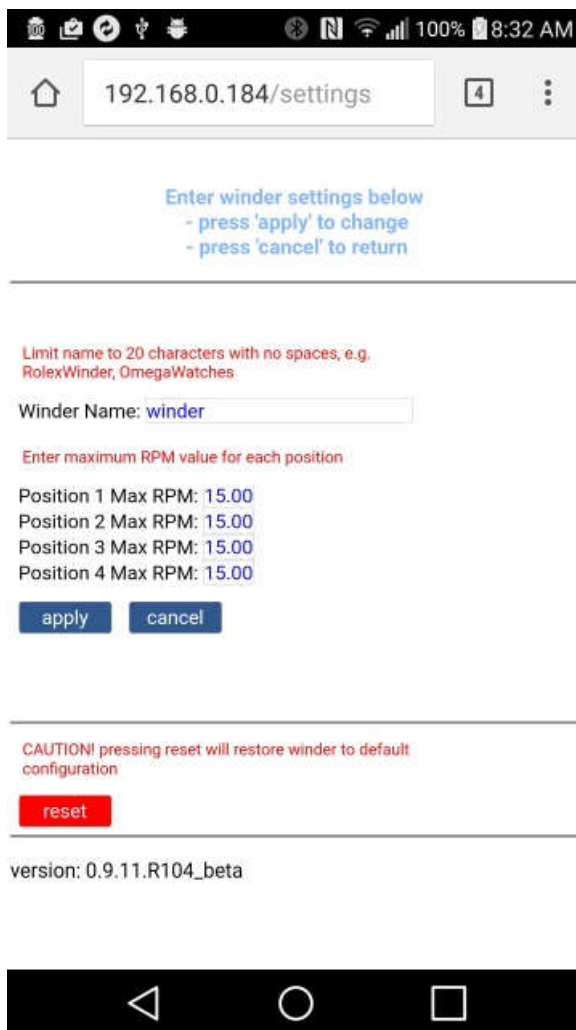 100% 8:32 AM
192.168.0.184/settings
4
Enter winder settings below
- press 'apply' to change
- press 'cancel' to return
Limit name to 20 characters with no spaces, e.g.
RolexWinder, OmegaWatches
Winder Name: winder
Enter maximum RPM value for each position
Position 1 Max RPM: 15.00
Position 2 Max RPM: 15.00
Position 3 Max RPM: 15.00
Position 4 Max RPM: 15.00
apply cancel
CAUTION! pressing reset will restore winder to default
configuration
reset
version: 0.9.11.R104_beta